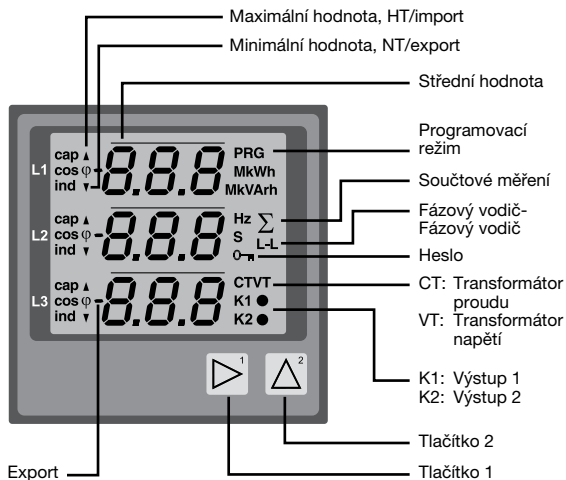 Maximální hodnota, HT/import
Minimální hodnota, NT/export
Střední hodnota
Programovací
režim
Součtové měření
Fázový vodič-
Fázový vodič
Heslo
CT: Transformátor
proudu
VT: Transformátor
napětí
K1: Výstup 1
K2: Výstup 2
Tlačítko 2
Tlačítko 1
Export
L1 cap ▲
cos φ - 8.8.8
ind ▼
PRG
MkWh
MkVArh
L2 cap ▲
cos φ - 8.8.8
ind ▼
Hz Σ
S L-L
L3 cap ▲
cos φ - 8.8.8
ind ▼
CTVT
K1 ●
K2 ●
1
2